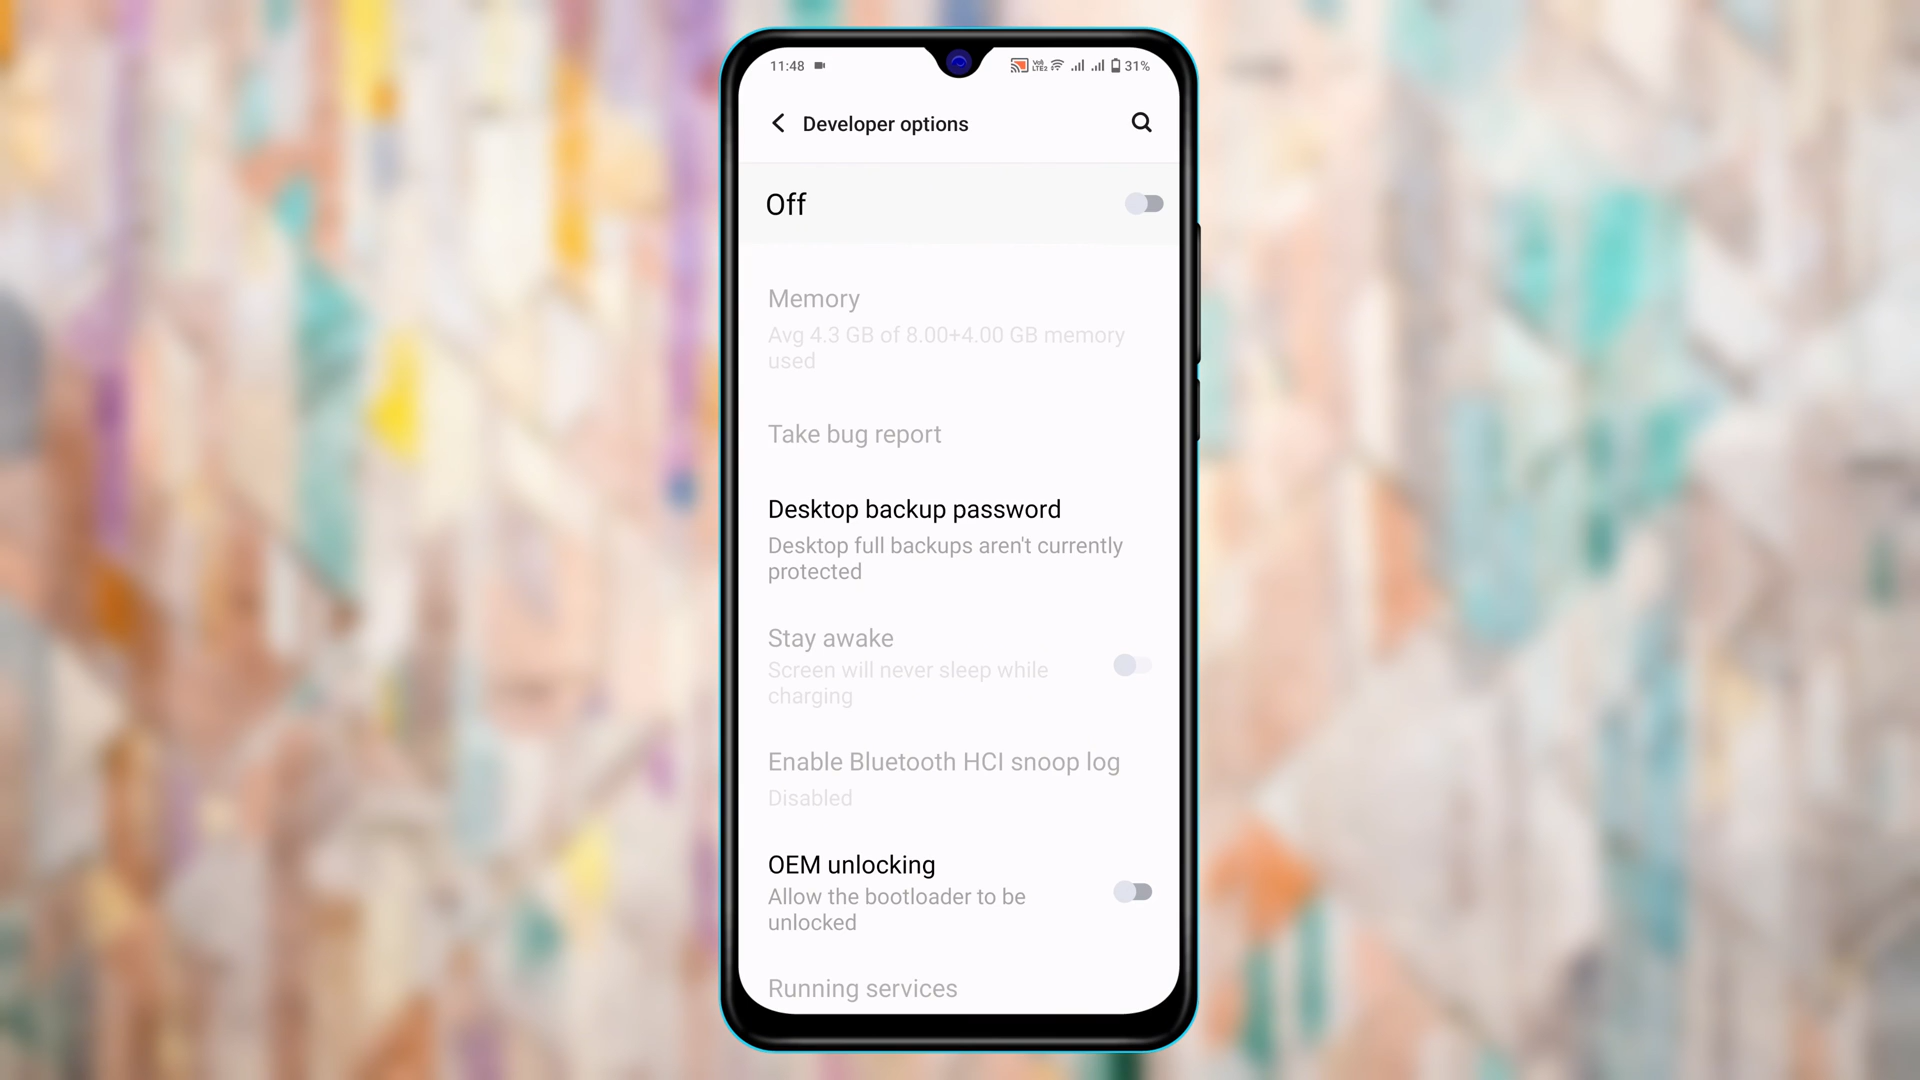 11:48 Vo) LTE2 31%
Developer options
Off
Memory
Avg 4.3 GB of 8.00+4.00 GB memory
used
Take bug report
Desktop backup password
Desktop full backups aren't currently
protected
Stay awake
Screen will never sleep while
charging
Enable Bluetooth HCI snoop log
Disabled
OEM unlocking
Allow the bootloader to be
unlocked
Running services